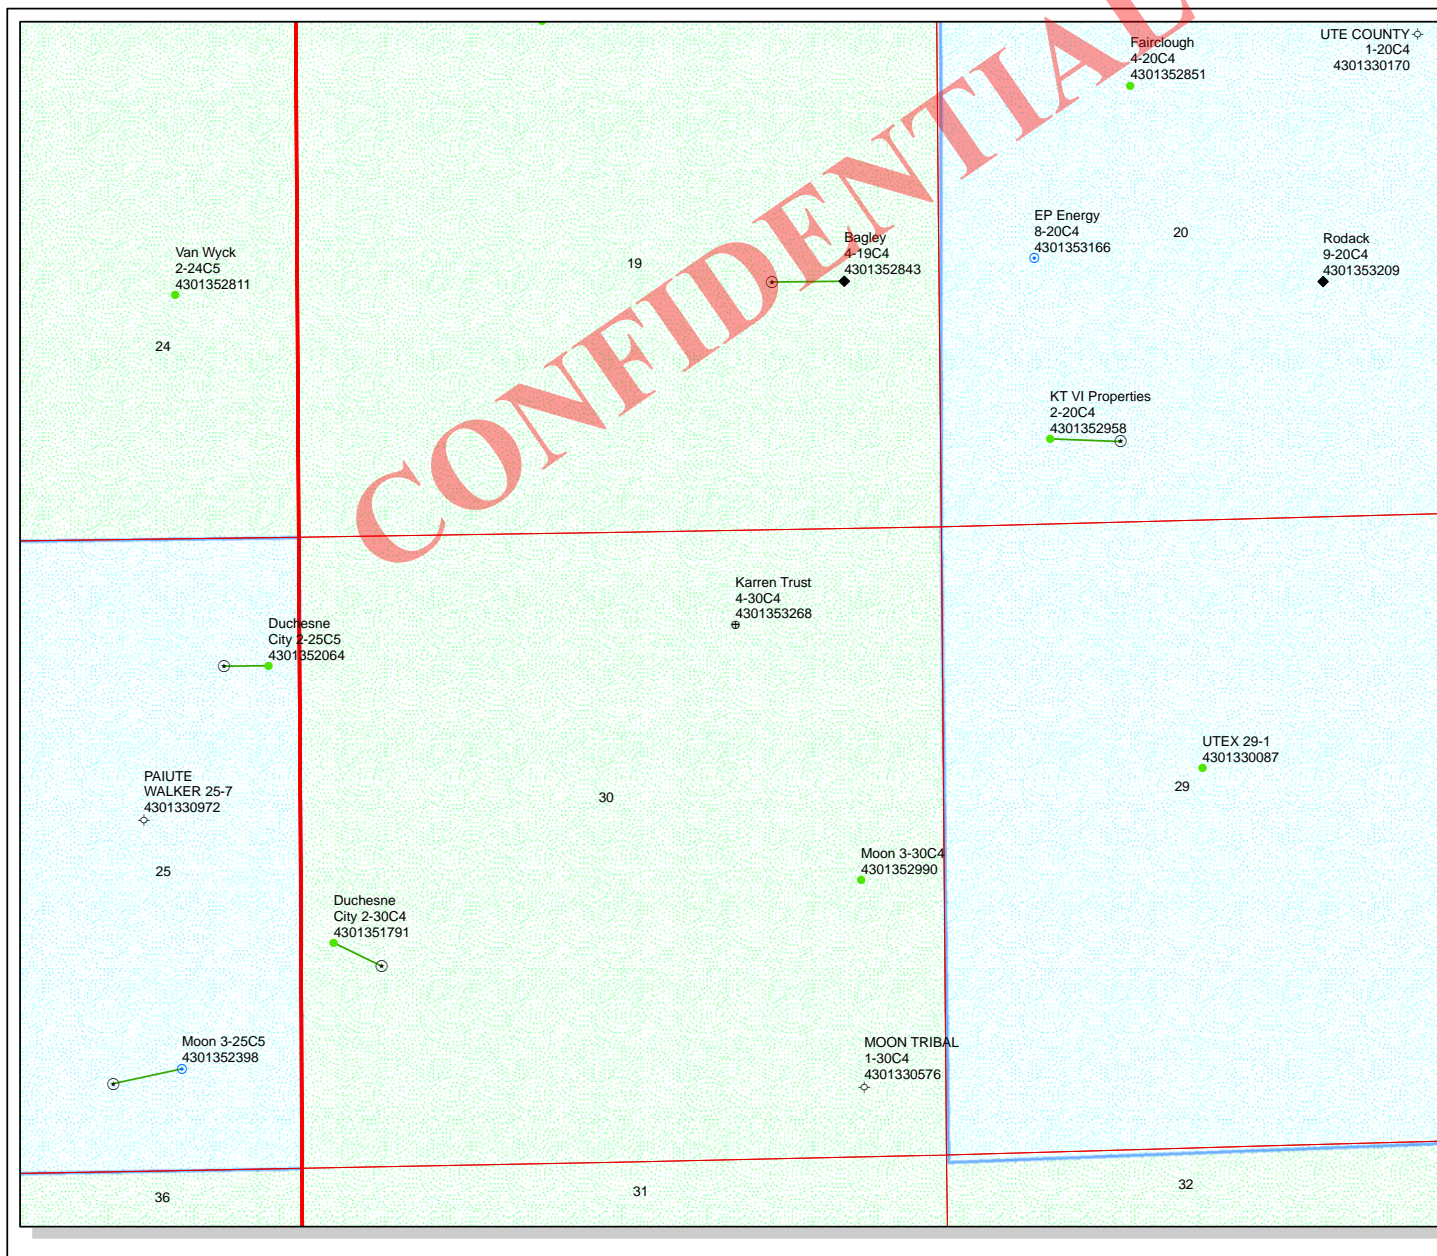 UTE COUNTY
1-20C4
4301330170
Fairclough
4-20C4
4301352851
CONFIDENTIAL
Van Wyck
2-24C5
4301352811
24
19
Bagley
4-19C4
4301352843
EP Energy
8-20C4
4301353166
20
Rodack
9-20C4
4301353209
KT VI Properties
2-20C4
4301352958
Duchesne
City 2-25C5
4301352064
Karren Trust
4-30C4
4301353268
PAIUTE
WALKER 25-7
4301330972
25
30
UTEX 29-1
4301330087
29
Moon 3-30C4
4301352990
Duchesne
City 2-30C4
4301351791
Moon 3-25C5
4301352398
MOON TRIBAL
1-30C4
4301330576
36
31
32